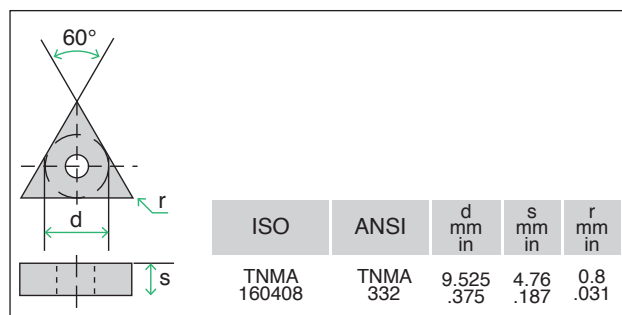 60°
r
d
s
ISO ANSI d mm in s mm in r mm in
TNMA 160408 TNMA 332 9.525 .375 4.76 .187 0.8 .031